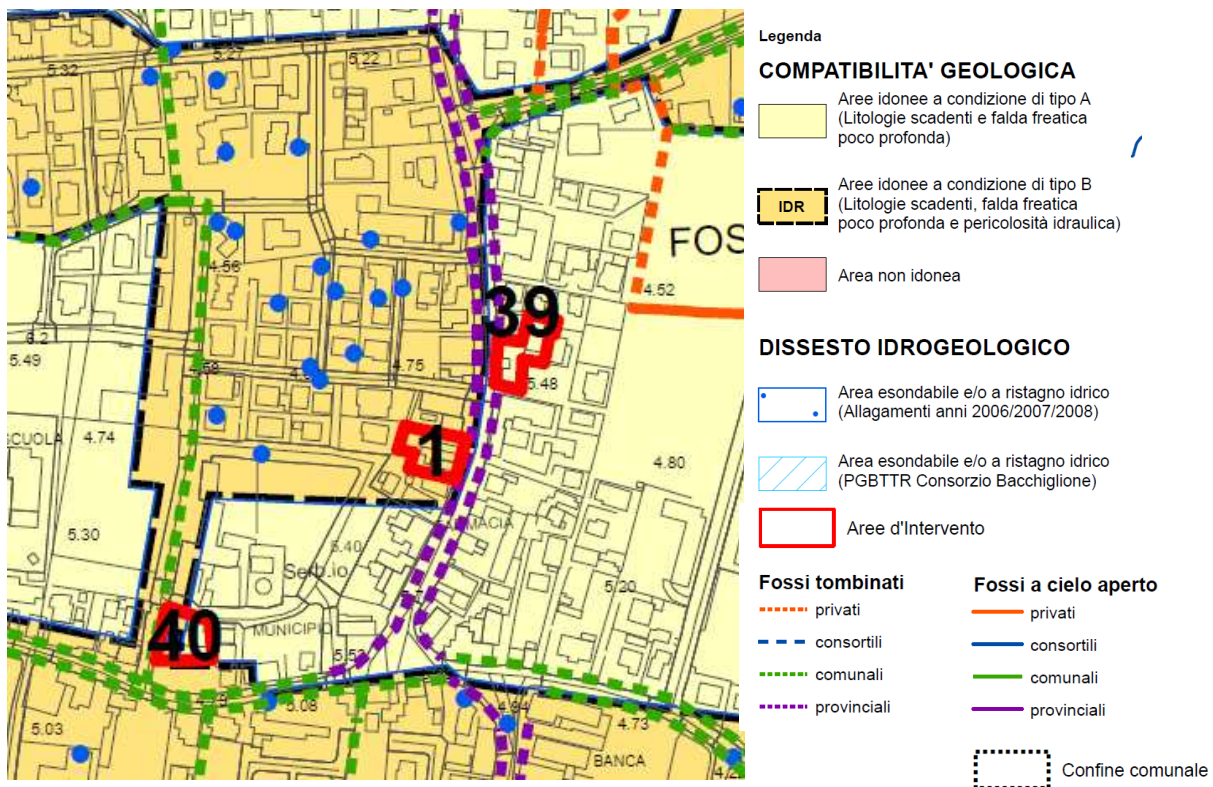 5.32
5.27
5.22
FOS
4.56
4.52
39
6.2
5.49
4.75
5.48
SCUOLA
4.74
1
4.80
FARMACIA
5.30
5.40
Serb.io
5.20
40
MUNICIPIO
5.53
5.08
4.94
4.73
5.03
BANCA
Legenda
COMPATIBILITA' GEOLOGICA
Aree idonee a condizione di tipo A
(Litologie scadenti e falda freatica
poco profonda)
IDR
Aree idonee a condizione di tipo B
(Litologie scadenti, falda freatica
poco profonda e pericolosità idraulica)
Area non idonea
DISSESTO IDROGEOLOGICO
Area esondabile e/o a ristagno idrico
(Allagamenti anni 2006/2007/2008)
Area esondabile e/o a ristagno idrico
(PGBTTR Consorzio Bacchiglione)
Aree d'Intervento
Fossi tombinati
privati
consortili
comunali
provinciali
Fossi a cielo aperto
privati
consortili
comunali
provinciali
Confine comunale